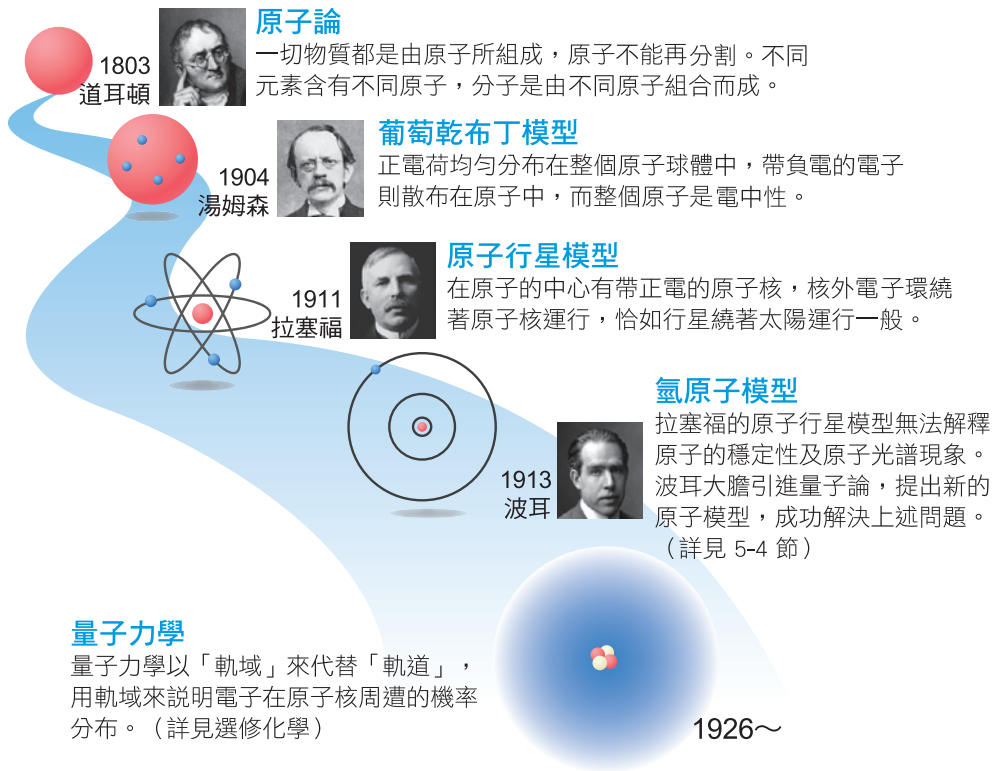 原子論
一切物質都是由原子所組成，原子不能再分割。不同
元素含有不同原子，分子是由不同原子組合而成。
1803
道耳頓
葡萄乾布丁模型
正電荷均勻分布在整個原子球體中，帶負電的電子
則散布在原子中，而整個原子是電中性。
1904
湯姆森
原子行星模型
在原子的中心有帶正電的原子核，核外電子環繞
著原子核運行，恰如行星繞著太陽運行一般。
1911
拉塞福
氫原子模型
拉塞福的原子行星模型無法解釋
原子的穩定性及原子光譜現象。
波耳大膽引進量子論，提出新的
原子模型，成功解決上述問題。
（詳見 5-4 節）
1913
波耳
量子力學
量子力學以「軌域」來代替「軌道」，
用軌域來説明電子在原子核周遭的機率
分布。（詳見選修化學）
1926～